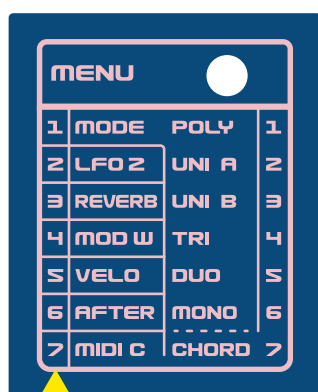 MENU
1 MODE POLY 1
2 LFO 2 UNI A 2
3 REVERB UNI B 3
4 MOD W TRI 4
5 VELO DUO 5
6 AFTER MONO 6
7 MIDI C CHORD 7